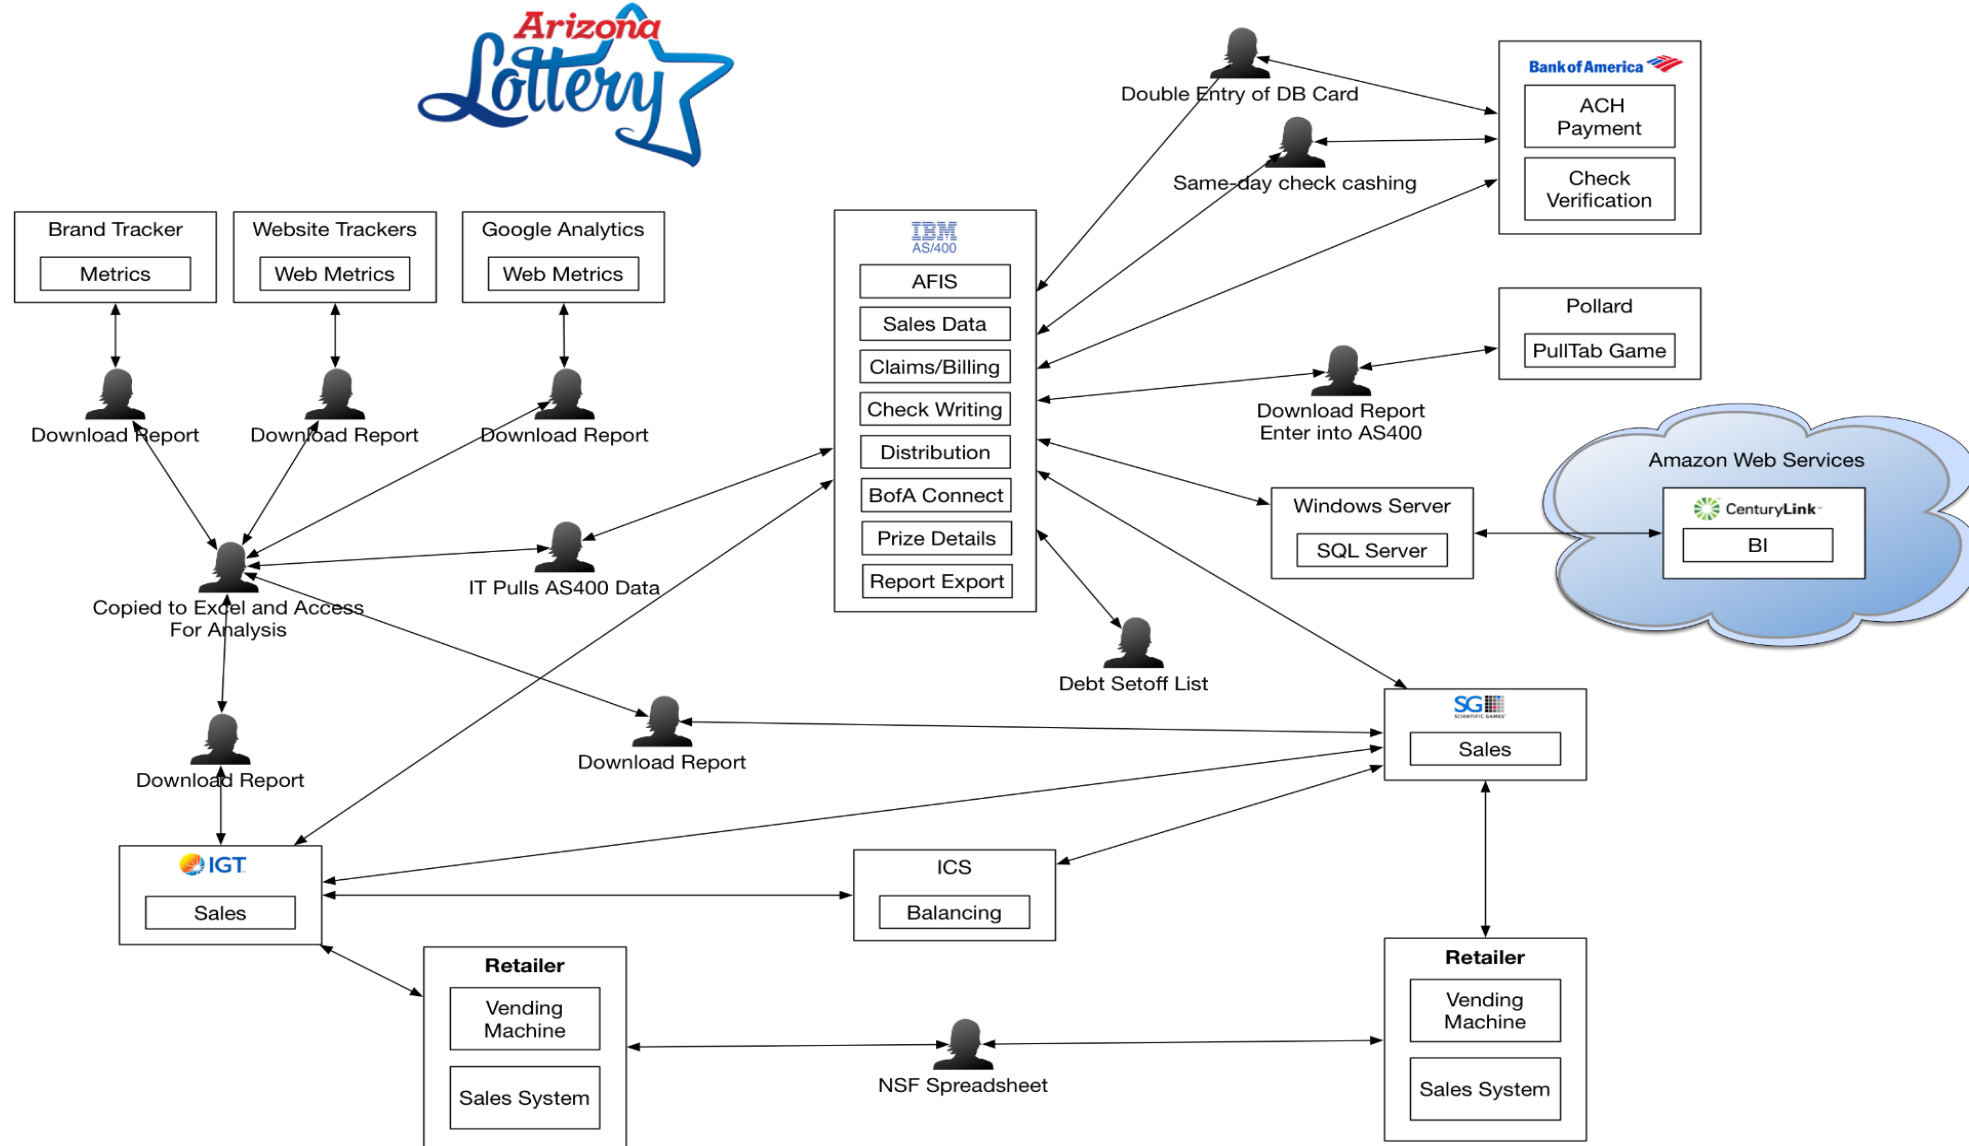 Arizona
Lottery
Bank of America
ACH
Payment
Check
Verification
Double Entry of DB Card
Same-day check cashing
Brand Tracker
Metrics
Website Trackers
Web Metrics
Google Analytics
Web Metrics
IBM
AS/400
AFIS
Sales Data
Claims/Billing
Check Writing
Distribution
BofA Connect
Prize Details
Report Export
Pollard
PullTab Game
Download Report
Enter into AS400
Download Report
Download Report
Download Report
Amazon Web Services
CenturyLink
BI
Windows Server
SQL Server
IT Pulls AS400 Data
Copied to Excel and Access
For Analysis
Debt Setoff List
SG
SCIENTIFIC GAMES
Sales
Download Report
Download Report
IGT
Sales
ICS
Balancing
Retailer
Vending
Machine
Sales System
NSF Spreadsheet
Retailer
Vending
Machine
Sales System